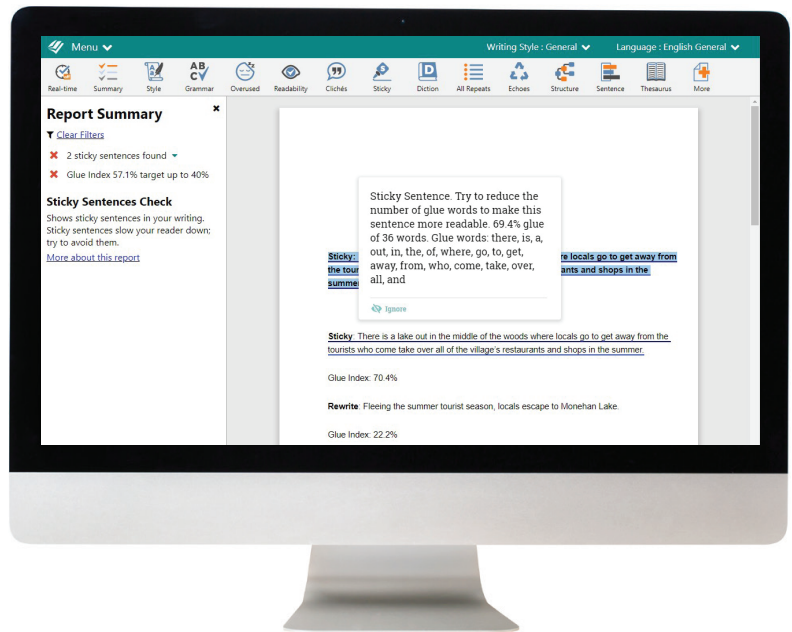 Menu
Writing Style : General
Language : English General
Real-time
Summary
Style
Grammar
Overused
Readability
Clichés
Sticky
Diction
All Repeats
Echoes
Structure
Sentence
Thesaurus
More
Report Summary
Clear Filters
2 sticky sentences found
Glue Index 57.1% target up to 40%
Sticky Sentences Check
Shows sticky sentences in your writing.
Sticky sentences slow your reader down;
try to avoid them.
More about this report
Sticky Sentence. Try to reduce the
number of glue words to make this
sentence more readable. 69.4% glue
of 36 words. Glue words: there, is, a,
out, in, the, of, where, go, to, get,
away, from, who, come, take, over,
all, and
Ignore
Sticky: locals go to get away from
the and shops in the
Sticky: There is a lake out in the middle of the woods where locals go to get away from the
tourists who come take over all of the village's restaurants and shops in the summer.
Glue Index: 70.4%
Rewrite: Fleeing the summer tourist season, locals escape to Monehan Lake.
Glue Index: 22.2%